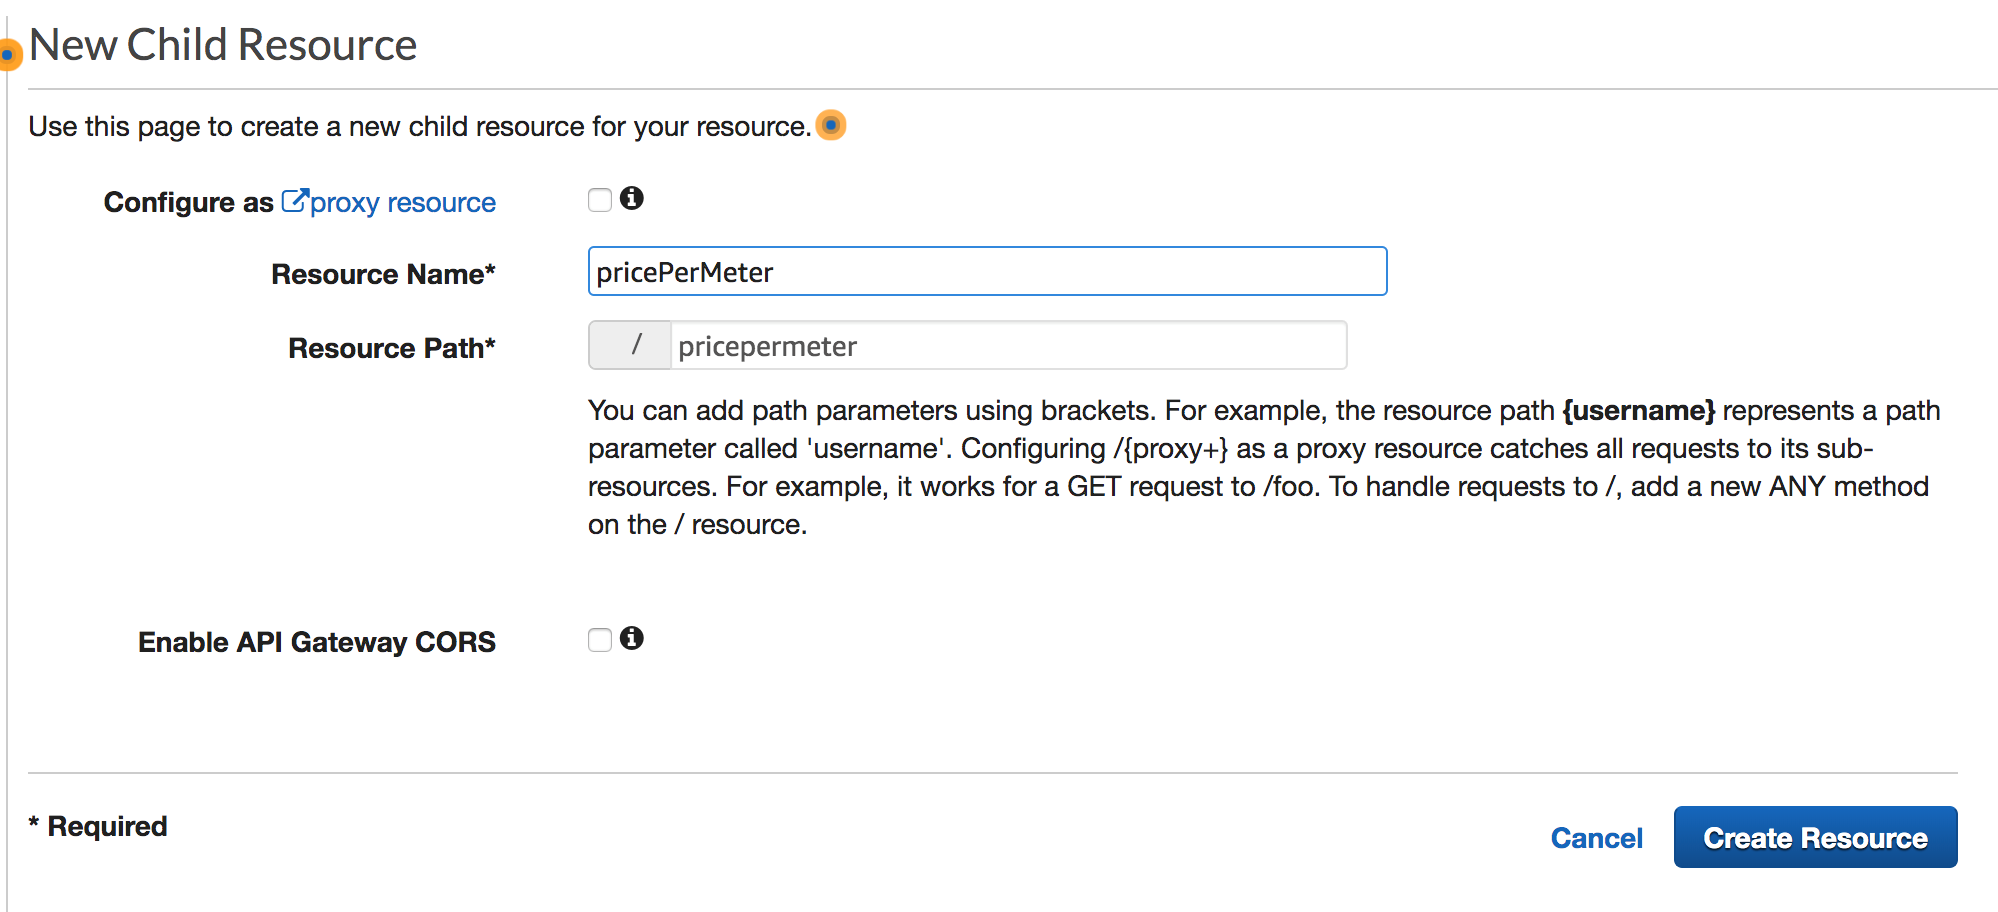 New Child Resource
Use this page to create a new child resource for your resource.
Configure as proxy resource
Resource Name* pricePerMeter
Resource Path* / pricepermeter
You can add path parameters using brackets. For example, the resource path {username} represents a path
parameter called 'username'. Configuring /{proxy+} as a proxy resource catches all requests to its sub-
resources. For example, it works for a GET request to /foo. To handle requests to /, add a new ANY method
on the / resource.
Enable API Gateway CORS
* Required
Cancel Create Resource